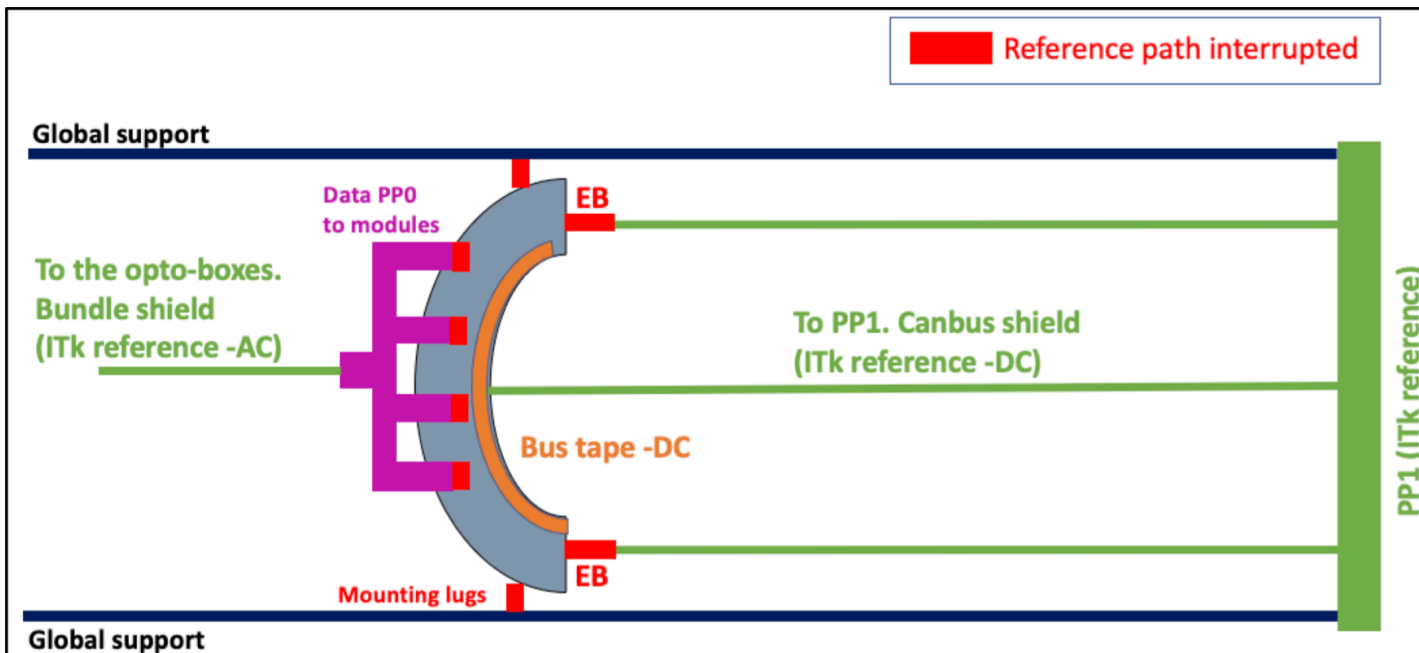 Reference path interrupted
Global support
Data PP0
to modules
EB
To the opto-boxes.
Bundle shield
(ITk reference -AC)
To PP1. Canbus shield
(ITk reference -DC)
PP1 (ITk reference)
Bus tape -DC
EB
Mounting lugs
Global support